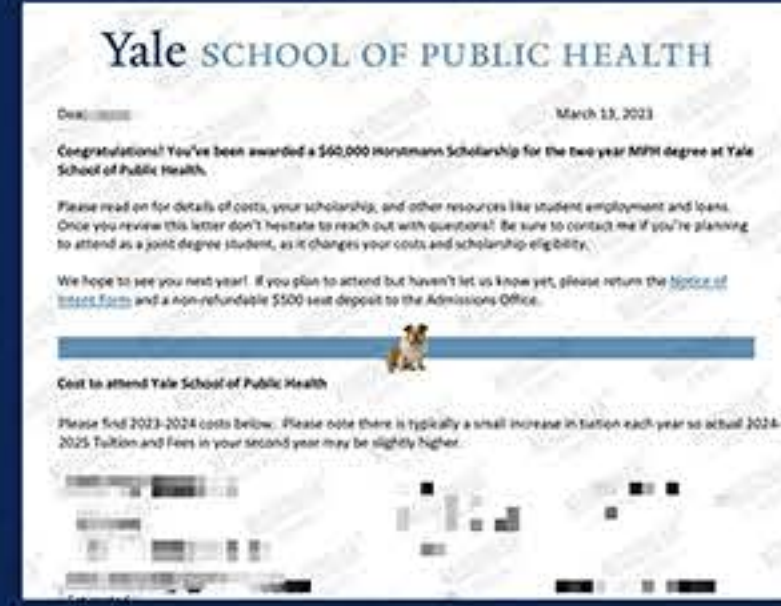 Yale SCHOOL OF PUBLIC HEALTH
March 13, 2023
Congratulations! You've been awarded a $60,000 Horstmann Scholarship for the two year MPH degree at Yale
School of Public Health.
Please read on for details of costs, your scholarship, and other resources like student employment and loans.
Once you review this letter don't hesitate to reach out with questions! Be sure to contact me if you're planning
to attend as a joint degree student, as it changes your costs and scholarship eligibility.
We hope to see you next year! If you plan to attend but haven't let us know yet, please return the Notice of
Intent Form and a non-refundable $500 seat deposit to the Admissions Office.
Cost to attend Yale School of Public Health
Please find 2023-2024 costs below. Please note there is typically a small increase in tuition each year so actual 2024-
2025 Tuition and Fees in your second year may be slightly higher.